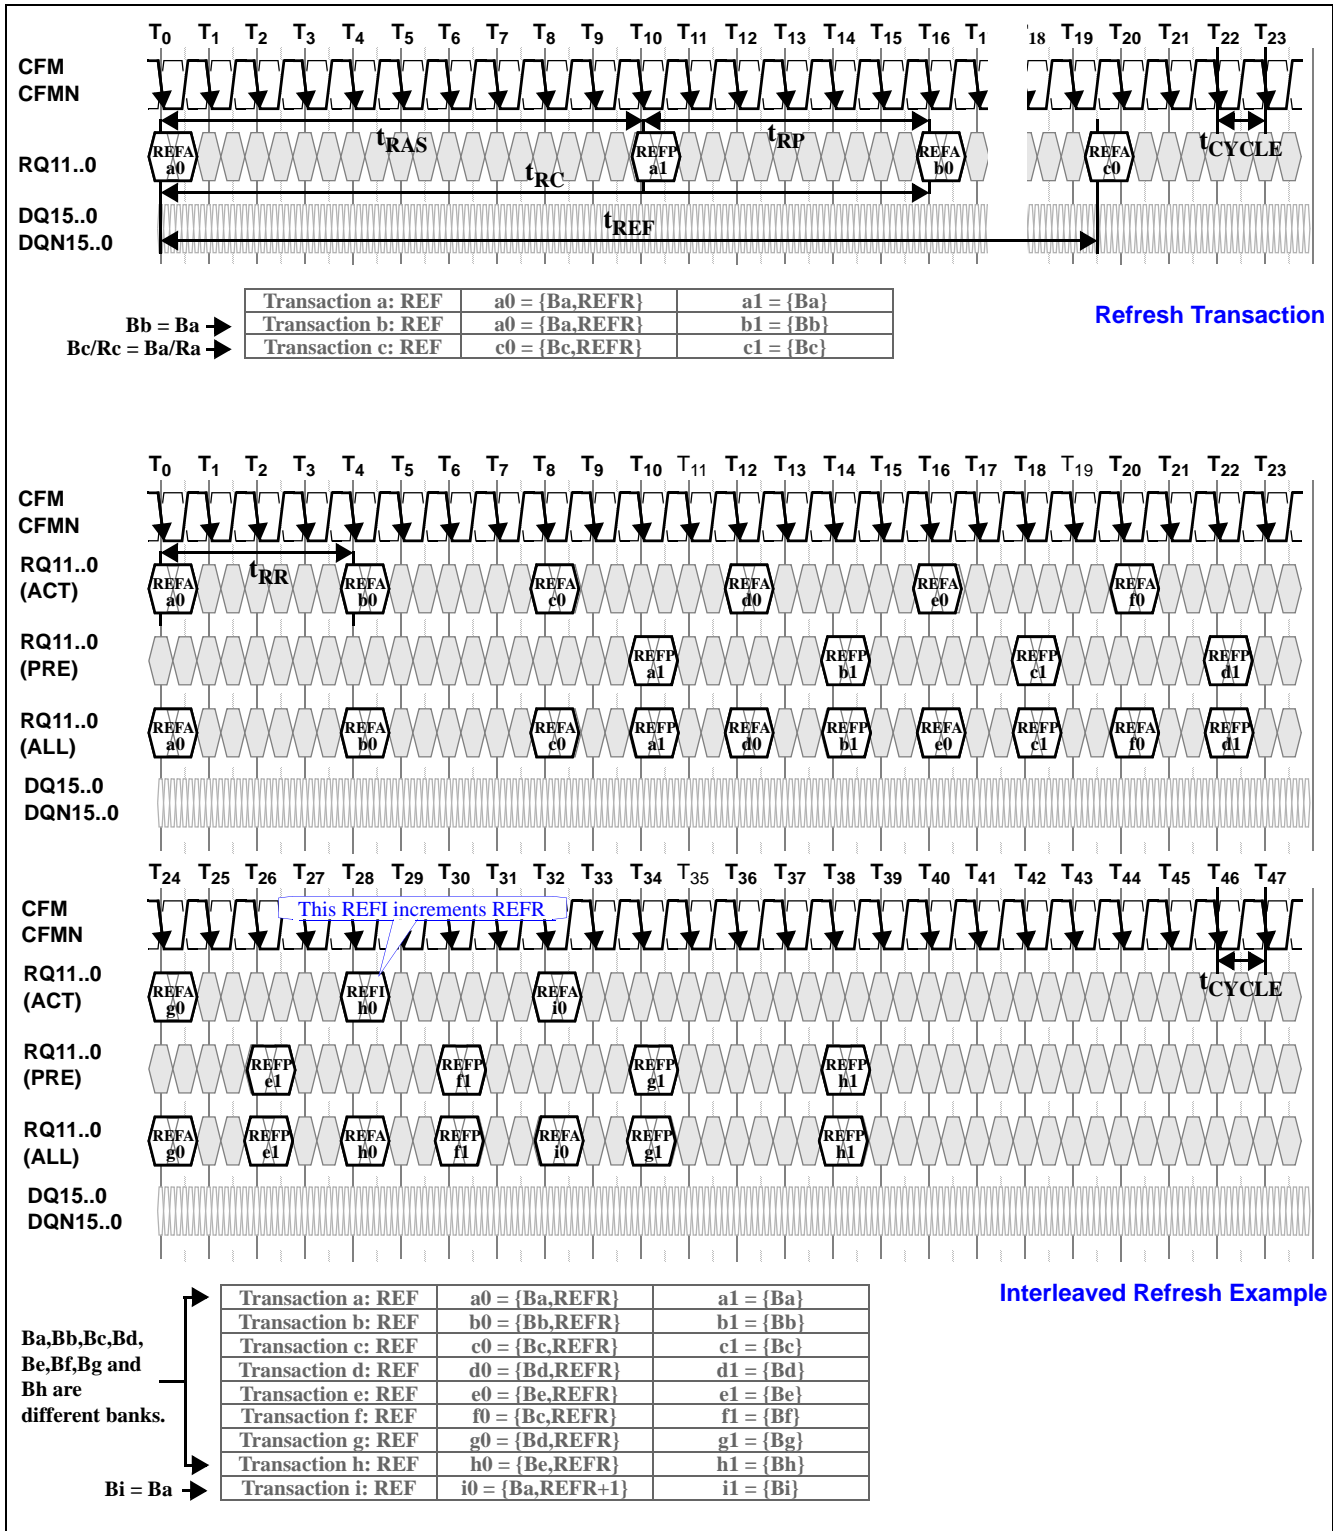 T0 T1 T2 T3 T4 T5 T6 T7 T8 T9 T10 T11 T12 T13 T14 T15 T16 T1 18 T19 T20 T21 T22 T23
CFM
CFMN
tRAS tRP tCYCLE
RQ11..0
REFA a0 REFP a1 REFA b0 REFA c0
tRC
DQ15..0
DQN15..0
tREF
Transaction a: REF a0 = {Ba,REFR} a1 = {Ba}
Bb = Ba Transaction b: REF a0 = {Ba,REFR} b1 = {Bb}
Bc/Rc = Ba/Ra Transaction c: REF c0 = {Bc,REFR} c1 = {Bc}
Refresh Transaction
T0 T1 T2 T3 T4 T5 T6 T7 T8 T9 T10 T11 T12 T13 T14 T15 T16 T17 T18 T19 T20 T21 T22 T23
CFM
CFMN
tRR
RQ11..0
(ACT)
REFA a0 REFA b0 REFA c0 REFA d0 REFA e0 REFA f0
RQ11..0
(PRE)
REFP a1 REFP b1 REFP c1 REFP d1
RQ11..0
(ALL)
REFA a0 REFA b0 REFA c0 REFP a1 REFA d0 REFP b1 REFA e0 REFP c1 REFA f0 REFP d1
DQ15..0
DQN15..0
T24 T25 T26 T27 T28 T29 T30 T31 T32 T33 T34 T35 T36 T37 T38 T39 T40 T41 T42 T43 T44 T45 T46 T47
CFM
CFMN
This REFI increments REFR
tCYCLE
RQ11..0
(ACT)
REFA g0 REFI h0 REFA i0
RQ11..0
(PRE)
REFP e1 REFP f1 REFP g1 REFP h1
RQ11..0
(ALL)
REFA g0 REFP e1 REFA h0 REFP f1 REFA i0 REFP g1 REFP h1
DQ15..0
DQN15..0
Interleaved Refresh Example
Ba,Bb,Bc,Bd,
Be,Bf,Bg and
Bh are
different banks.
Transaction a: REF a0 = {Ba,REFR} a1 = {Ba}
Transaction b: REF b0 = {Bb,REFR} b1 = {Bb}
Transaction c: REF c0 = {Bc,REFR} c1 = {Bc}
Transaction d: REF d0 = {Bd,REFR} d1 = {Bd}
Transaction e: REF e0 = {Be,REFR} e1 = {Be}
Transaction f: REF f0 = {Bc,REFR} f1 = {Bf}
Transaction g: REF g0 = {Bd,REFR} g1 = {Bg}
Transaction h: REF h0 = {Be,REFR} h1 = {Bh}
Bi = Ba Transaction i: REF i0 = {Ba,REFR+1} i1 = {Bi}